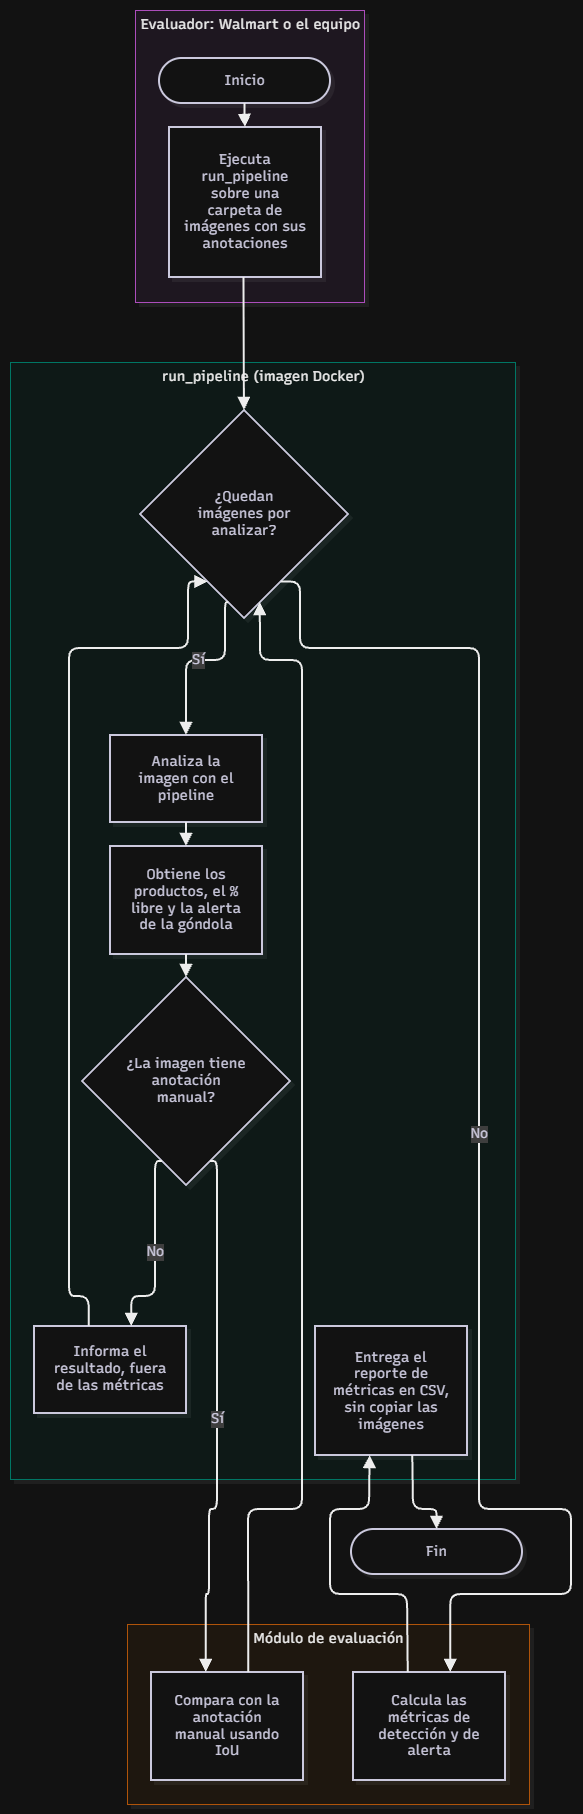 Evaluador: Walmart o el equipo
Inicio
Ejecuta
run_pipeline
sobre una
carpeta de
imágenes con sus
anotaciones
run_pipeline (imagen Docker)
¿Quedan
imágenes por
analizar?
Sí
Analiza la
imagen con el
pipeline
Obtiene los
productos, el %
libre y la alerta
de la góndola
¿La imagen tiene
anotación
manual?
No
No
Informa el
resultado, fuera
de las métricas
Sí
Entrega el
reporte de
métricas en CSV,
sin copiar las
imágenes
Fin
Módulo de evaluación
Compara con la
anotación
manual usando
IoU
Calcula las
métricas de
detección y de
alerta